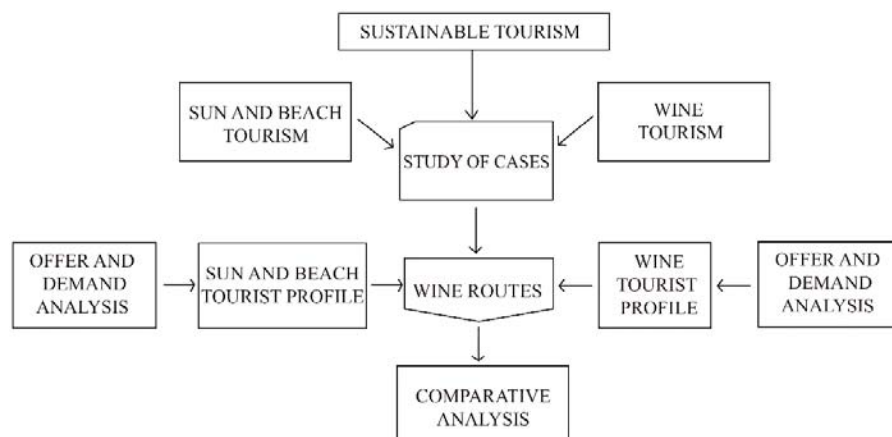 SUSTAINABLE TOURISM
SUN AND BEACH
TOURISM
WINE
TOURISM
STUDY OF CASES
OFFER AND
DEMAND
ANALYSIS
SUN AND BEACH
TOURIST PROFILE
WINE ROUTES
WINE
TOURIST
PROFILE
OFFER AND
DEMAND
ANALYSIS
COMPARATIVE
ANALYSIS